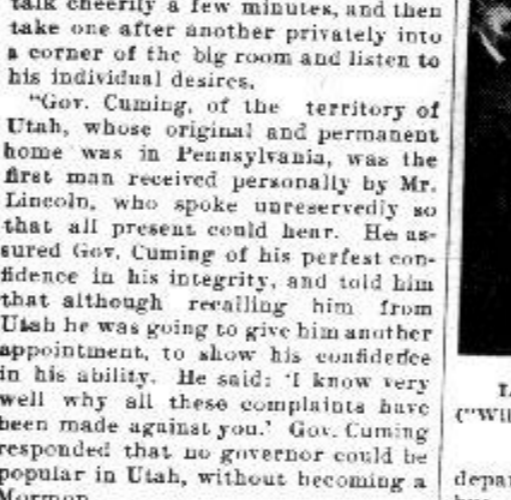 talk cheerily a few minutes, and then
take one after another privately into
a corner of the big room and listen to
his individual desires.
"Gov. Cuming, of the territory of
Utah, whose original and permanent
home was in Pennsylvania, was the
first man received personally by Mr.
Lincoln, who spoke unreservedly so
that all present could hear. He as-
sured Gov. Cuming of his perfest con-
fidence in his integrity, and told him
that although recalling him from
Utah he was going to give him another
appointment, to show his confidence
in his ability. He said: 'I know very
well why all these complaints have
been made against you.' Gov. Cuming
responded that no governor could be
popular in Utah, without becoming a
Mormon
("Wil
depar